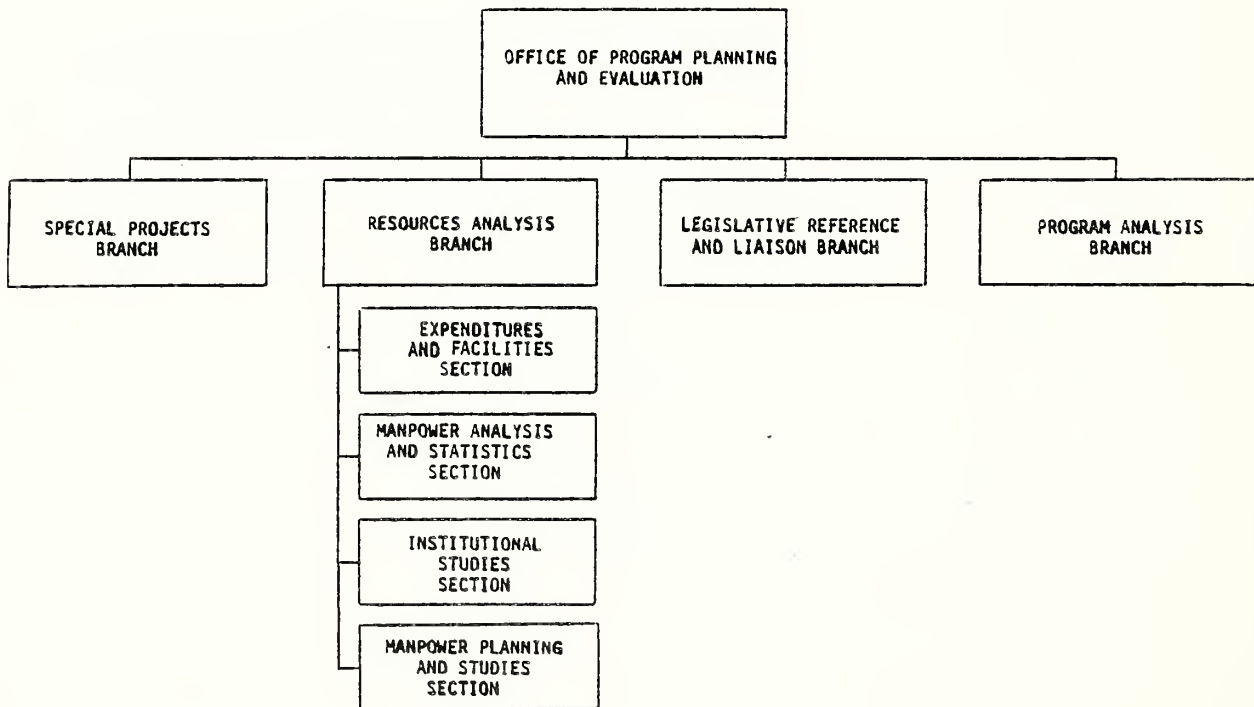 OFFICE OF PROGRAM PLANNING
AND EVALUATION
SPECIAL PROJECTS
BRANCH
RESOURCES ANALYSIS
BRANCH
LEGISLATIVE REFERENCE
AND LIAISON BRANCH
PROGRAM ANALYSIS
BRANCH
EXPENDITURES
AND FACILITIES
SECTION
MANPOWER ANALYSIS
AND STATISTICS
SECTION
INSTITUTIONAL
STUDIES
SECTION
MANPOWER PLANNING
AND STUDIES
SECTION